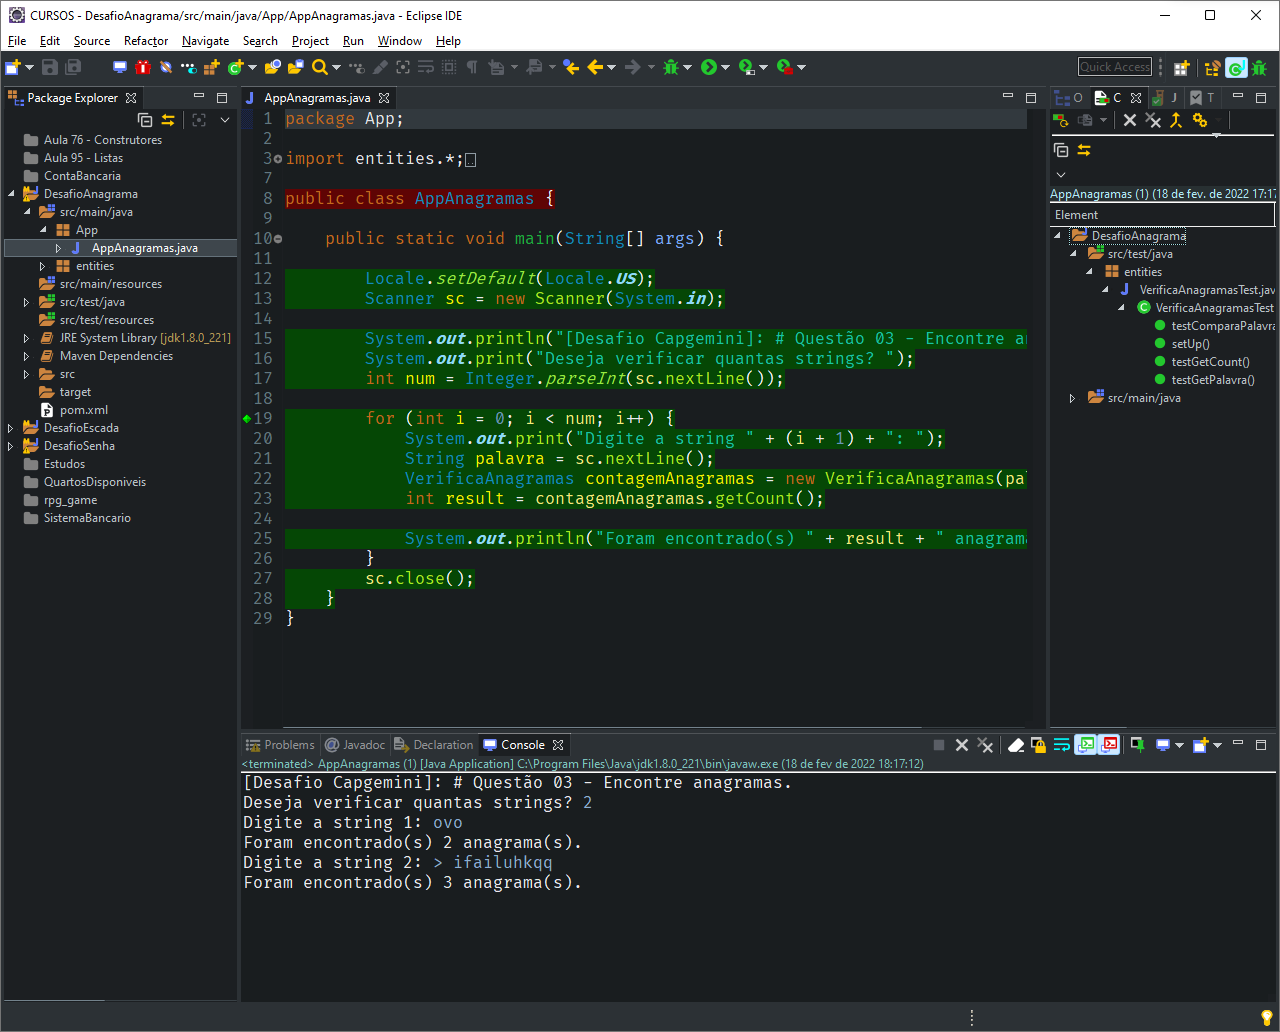 CURSOS - DesafioAnagrama/src/main/java/App/AppAnagramas.java - Eclipse IDE
File Edit Source Refactor Navigate Search Project Run Window Help
Quick Access
Package Explorer
Aula 76 - Construtores
Aula 95 - Listas
ContaBancaria
DesafioAnagrama
src/main/java
App
AppAnagramas.java
entities
src/main/resources
src/test/java
src/test/resources
JRE System Library [jdk1.8.0_221]
Maven Dependencies
src
target
pom.xml
DesafioEscada
DesafioSenha
Estudos
QuartosDisponiveis
rpg_game
SistemaBancario
AppAnagramas.java
1 package App;
2
3 import entities.*;
7
8 public class AppAnagramas {
9
10 public static void main(String[] args) {
11
12 Locale.setDefault(Locale.US);
13 Scanner sc = new Scanner(System.in);
14
15 System.out.println("[Desafio Capgemini]: # Questão 03 - Encontre a
16 System.out.print("Deseja verificar quantas strings? ");
17 int num = Integer.parseInt(sc.nextLine());
18
19 for (int i = 0; i < num; i++) {
20 System.out.print("Digite a string " + (i + 1) + ": ");
21 String palavra = sc.nextLine();
22 VerificaAnagramas contagemAnagramas = new VerificaAnagramas(pa
23 int result = contagemAnagramas.getCount();
24
25 System.out.println("Foram encontrado(s) " + result + " anagrama
26 }
27 sc.close();
28 }
29 }
O C J T
AppAnagramas (1) (18 de fev. de 2022 17:17
Element
DesafioAnagrama
src/test/java
entities
VerificaAnagramasTest.jav
VerificaAnagramasTest
testComparaPalavra
setUp()
testGetCount()
testGetPalavra()
src/main/java
Problems Javadoc Declaration Console
<terminated> AppAnagramas (1) [Java Application] C:\Program Files\Java\jdk1.8.0_221\bin\javaw.exe (18 de fev de 2022 18:17:12)
[Desafio Capgemini]: # Questão 03 - Encontre anagramas.
Deseja verificar quantas strings? 2
Digite a string 1: ovo
Foram encontrado(s) 2 anagrama(s).
Digite a string 2: > ifailuhkqq
Foram encontrado(s) 3 anagrama(s).